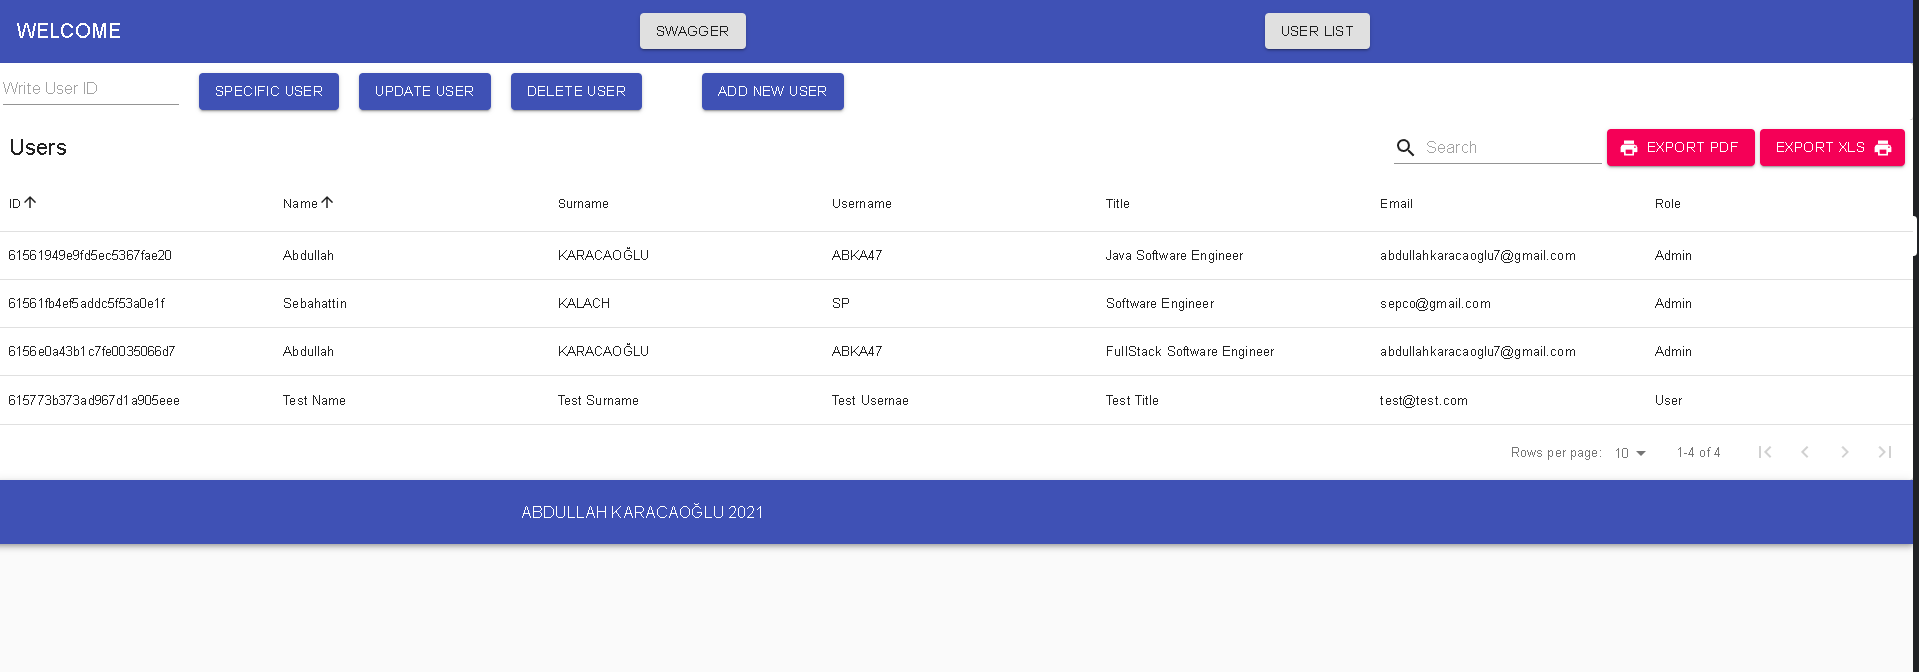 WELCOME SWAGGER USER LIST
Write User ID SPECIFIC USER UPDATE USER DELETE USER ADD NEW USER
Users Search EXPORT PDF EXPORT XLS
ID Name Surname Username Title Email Role
61561949e9fd5ec5367fae20 Abdullah KARACAOĞLU ABKA47 Java Software Engineer abdullahkaracaoglu7@gmail.com Admin
61561fb4ef5addc5f53a0e1f Sebahattin KALACH SP Software Engineer sepco@gmail.com Admin
6156e0a43b1c7fe0035066d7 Abdullah KARACAOĞLU ABKA47 FullStack Software Engineer abdullahkaracaoglu7@gmail.com Admin
615773b373ad967d1a905eee Test Name Test Surname Test Usernae Test Title test@test.com User
Rows per page: 10 1-4 of 4
ABDULLAH KARACAOĞLU 2021